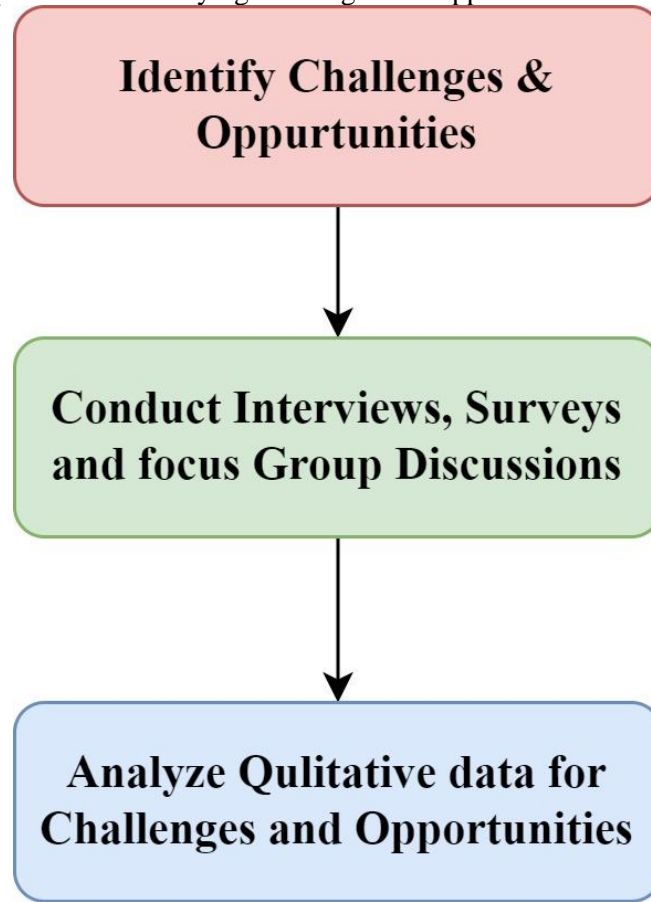 Identify Challenges &
Oppurtunities
Conduct Interviews, Surveys
and focus Group Discussions
Analyze Qulitative data for
Challenges and Opportunities